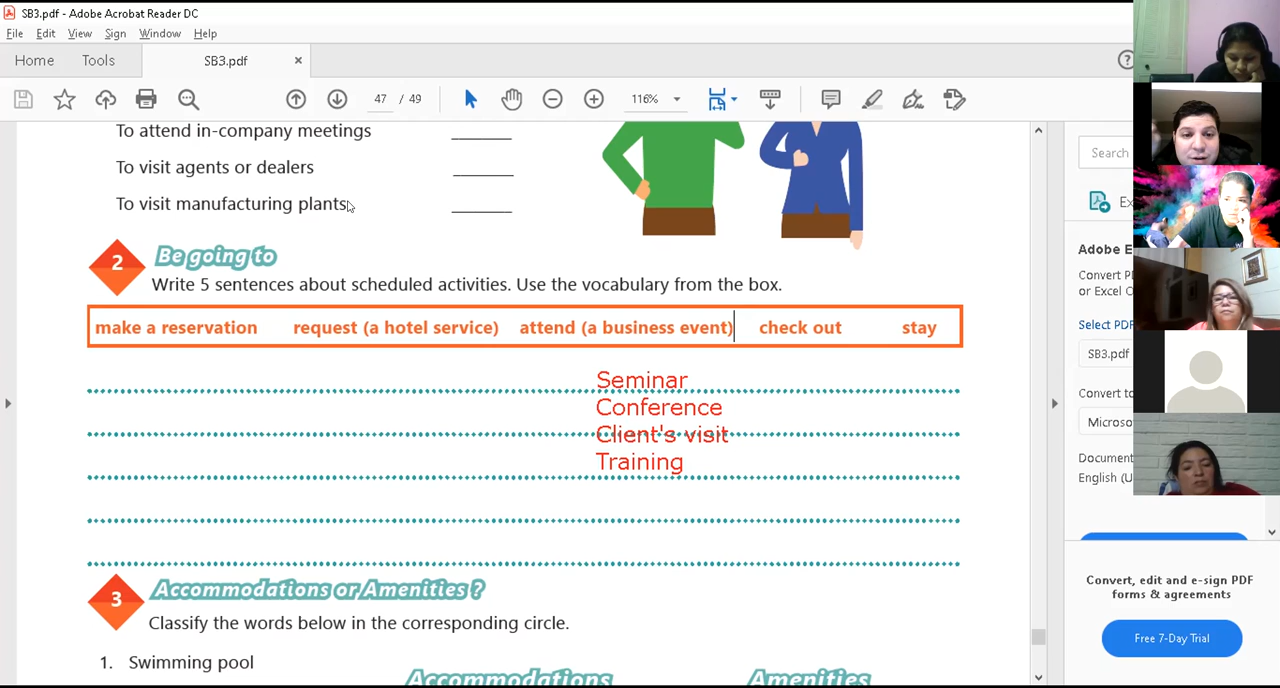 SB3.pdf - Adobe Acrobat Reader DC
File Edit View Sign Window Help
Home Tools SB3.pdf ×
47 / 49 116%
To attend in-company meetings
To visit agents or dealers
To visit manufacturing plants
2 Be going to
Write 5 sentences about scheduled activities. Use the vocabulary from the box.
make a reservation request (a hotel service) attend (a business event) check out stay
Seminar
Conference
Client's visit
Training
3 Accommodations or Amenities ?
Classify the words below in the corresponding circle.
1. Swimming pool
Accommodations Amenities
Search
Ex
Adobe E
Convert PD
or Excel O
Select PDF
SB3.pdf
Convert to
Microso
Documen
English (U
Convert, edit and e-sign PDF
forms & agreements
Free 7-Day Trial